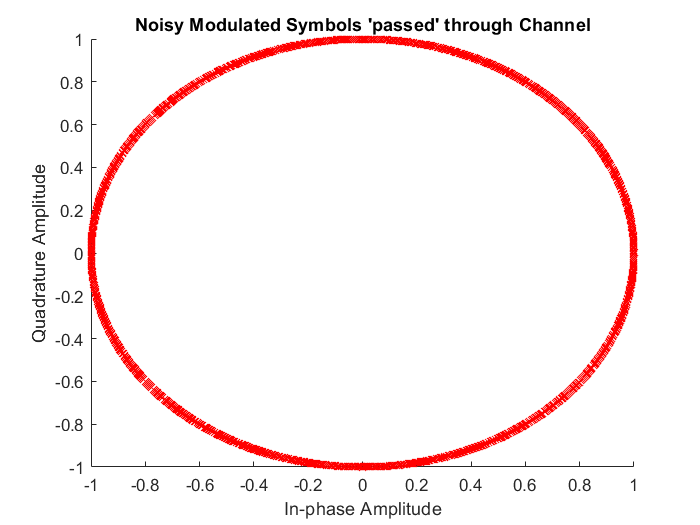 Noisy Modulated Symbols 'passed' through Channel
1
0.8
0.6
0.4
0.2
0
-0.2
-0.4
-0.6
-0.8
-1
Quadrature Amplitude
-1 -0.8 -0.6 -0.4 -0.2 0 0.2 0.4 0.6 0.8 1
In-phase Amplitude